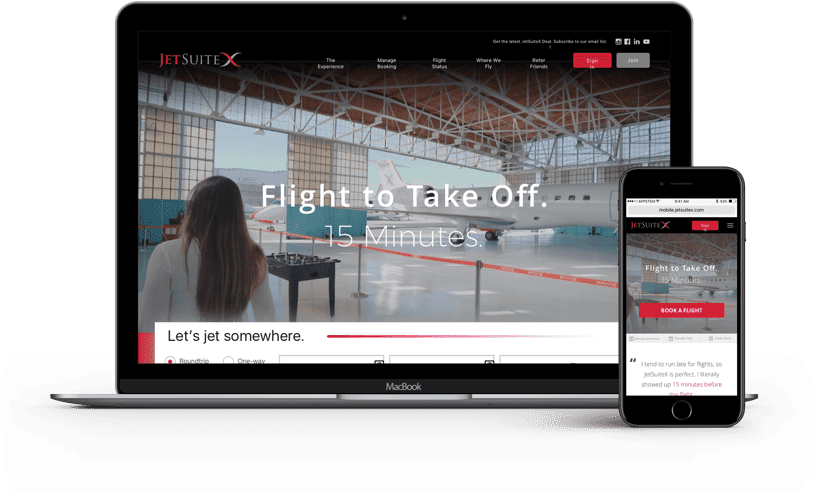 Get the latest JetSuiteX Deal. Subscribe to our email list.
JETSUITEX
The Experience
Manage Booking
Flight Status
Where We Fly
Refer Friends
Sign In
Join
Flight to Take Off.
15 Minutes.
Let's jet somewhere.
Roundtrip
One-way
MacBook
APPSTEM
9:41 AM
42%
mobile.jetsuitex.com
JETSUITEX
Sign
Flight to Take Off.
15 Minutes.
BOOK A FLIGHT
“ I tend to run late for flights, so
JetSuiteX is perfect. I literally
showed up 15 minutes before
the flight